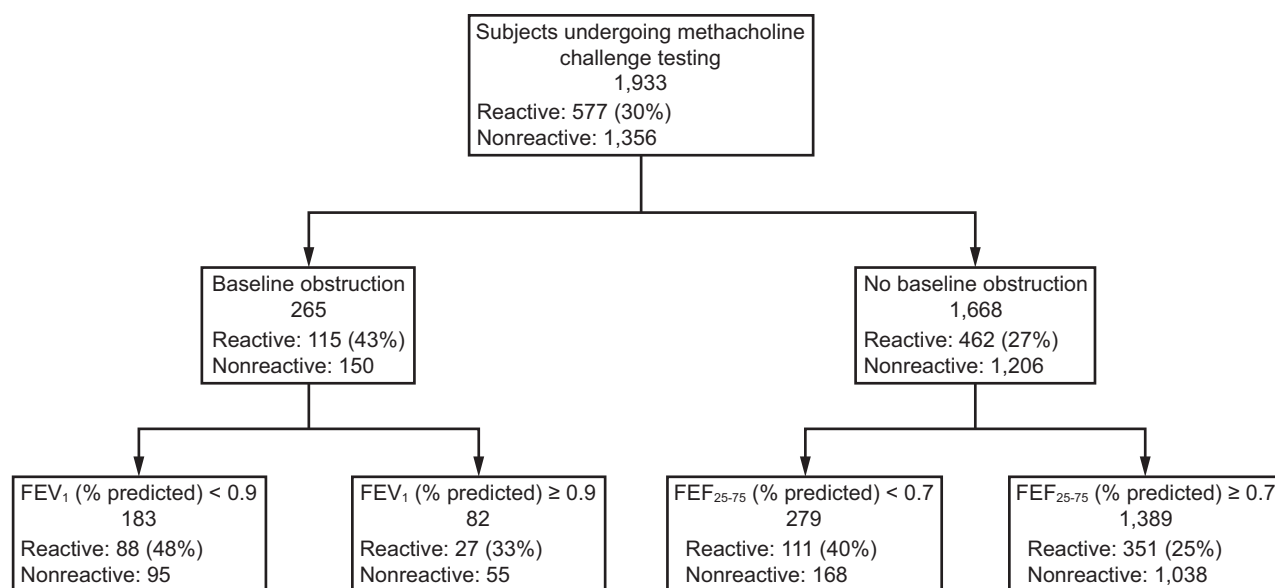 Subjects undergoing methacholine
challenge testing
1,933
Reactive: 577 (30%)
Nonreactive: 1,356
Baseline obstruction
265
Reactive: 115 (43%)
Nonreactive: 150
No baseline obstruction
1,668
Reactive: 462 (27%)
Nonreactive: 1,206
FEV₁ (% predicted) < 0.9
183
Reactive: 88 (48%)
Nonreactive: 95
FEV₁ (% predicted) ≥ 0.9
82
Reactive: 27 (33%)
Nonreactive: 55
FEF₂₅₋₇₅ (% predicted) < 0.7
279
Reactive: 111 (40%)
Nonreactive: 168
FEF₂₅₋₇₅ (% predicted) ≥ 0.7
1,389
Reactive: 351 (25%)
Nonreactive: 1,038